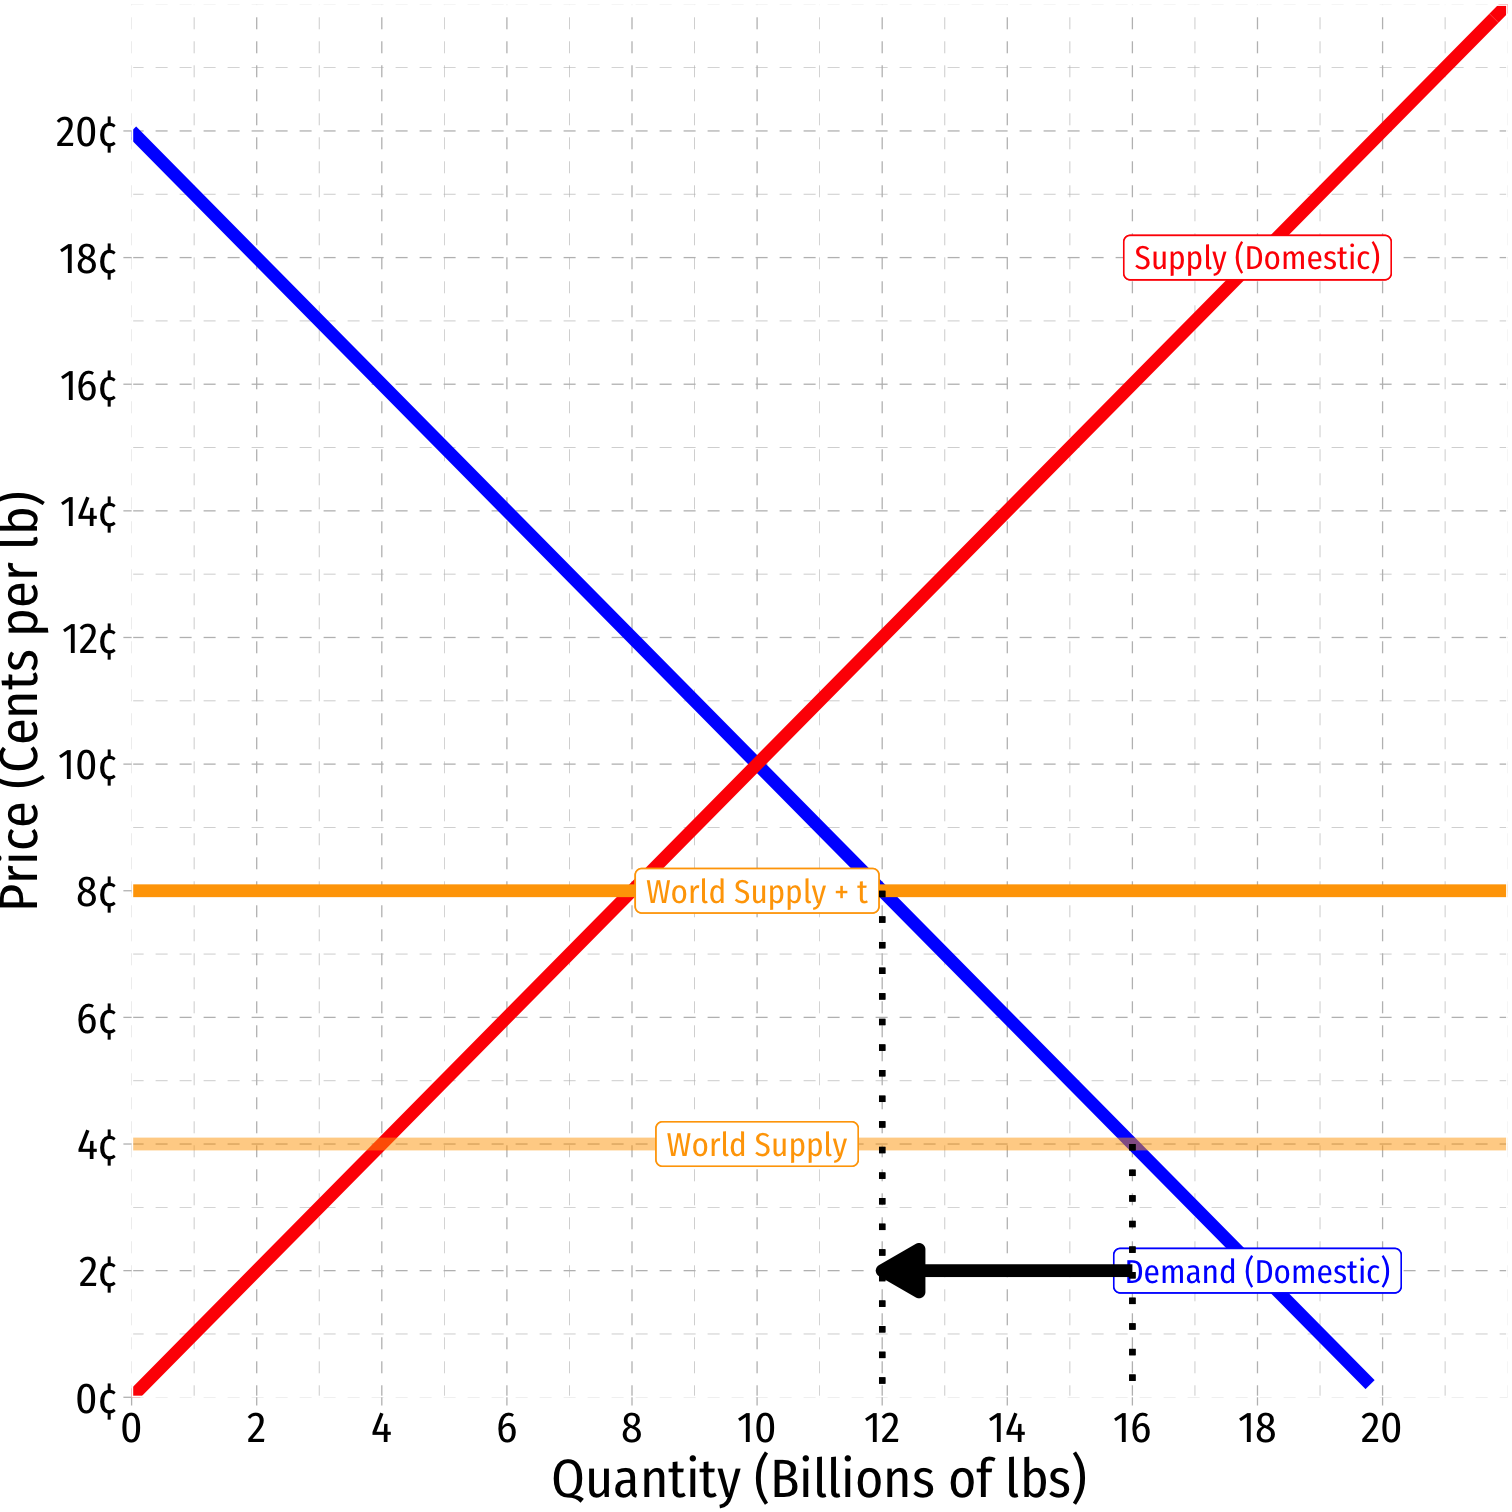 20¢
18¢
16¢
14¢
12¢
10¢
8¢
6¢
4¢
2¢
0¢
Price (Cents per lb)
Supply (Domestic)
World Supply + t
World Supply
Demand (Domestic)
0 2 4 6 8 10 12 14 16 18 20
Quantity (Billions of lbs)